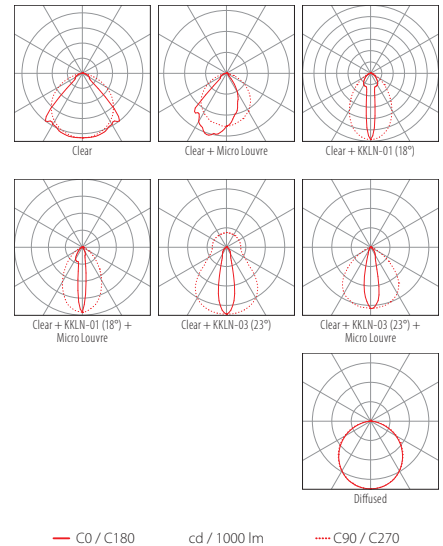 Clear
Clear + Micro Louvre
Clear + KKLN-01 (18°)
Clear + KKLN-01 (18°) +
Micro Louvre
Clear + KKLN-03 (23°)
Clear + KKLN-03 (23°) +
Micro Louvre
Diffused
C0 / C180
cd / 1000 lm
C90 / C270